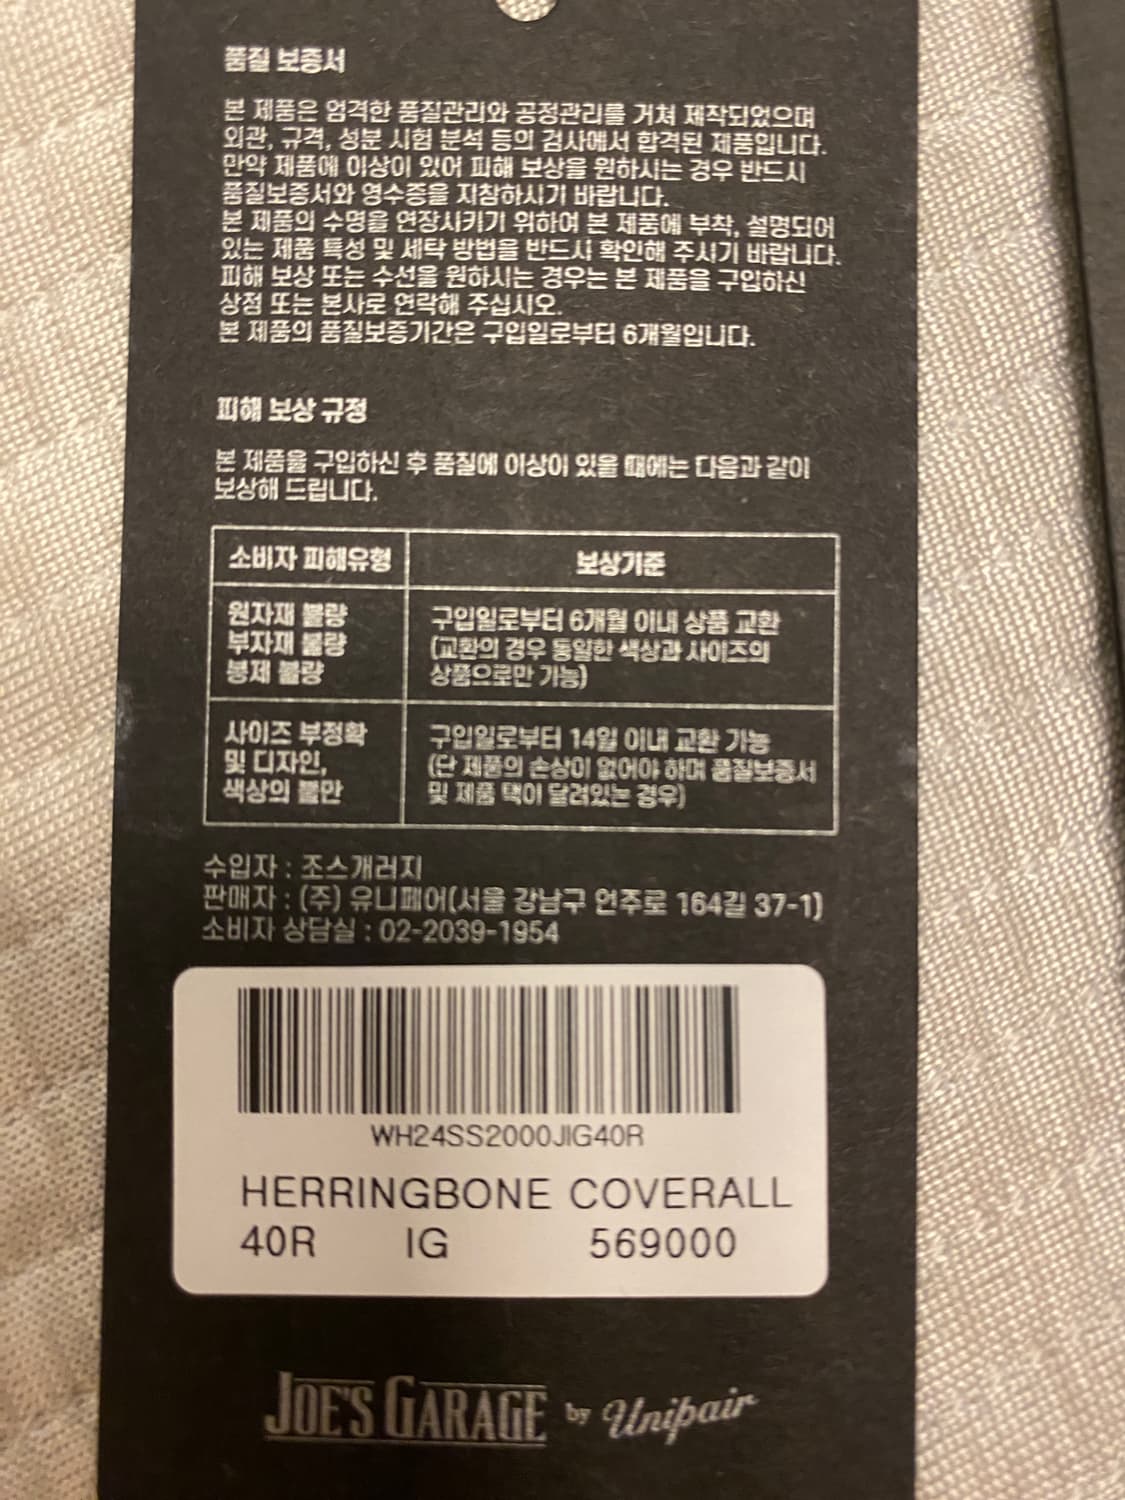 품질 보증서
본 제품은 엄격한 품질관리와 공정관리를 거쳐 제작되었으며
외관, 규격, 성분 시험 분석 등의 검사에서 합격된 제품입니다.
만약 제품에 이상이 있어 피해 보상을 원하시는 경우 반드시
품질보증서와 영수증을 지참하시기 바랍니다.
본 제품의 수명을 연장시키기 위하여 본 제품에 부착, 설명되어
있는 제품 특성 및 세탁 방법을 반드시 확인해 주시기 바랍니다.
피해 보상 또는 수선을 원하시는 경우는 본 제품을 구입하신
상점 또는 본사로 연락해 주십시오.
본 제품의 품질보증기간은 구입일로부터 6개월입니다.
피해 보상 규정
본 제품을 구입하신 후 품질에 이상이 있을 때에는 다음과 같이
보상해 드립니다.
소비자 피해유형
보상기준
원자재 불량
부자재 불량
봉제 불량
구입일로부터 6개월 이내 상품 교환
(교환의 경우 동일한 색상과 사이즈의
상품으로만 가능)
사이즈 부정확
및 디자인,
색상의 불만
구입일로부터 14일 이내 교환 가능
(단 제품의 손상이 없어야 하며 품질보증서
및 제품 택이 달려있는 경우)
수입자 : 조스개러지
판매자 : (주) 유니페어(서울 강남구 언주로 164길 37-1)
소비자 상담실 : 02-2039-1954
WH24SS2000JIG40R
HERRINGBONE COVERALL
40R IG 569000
JOE'S GARAGE by Unipair